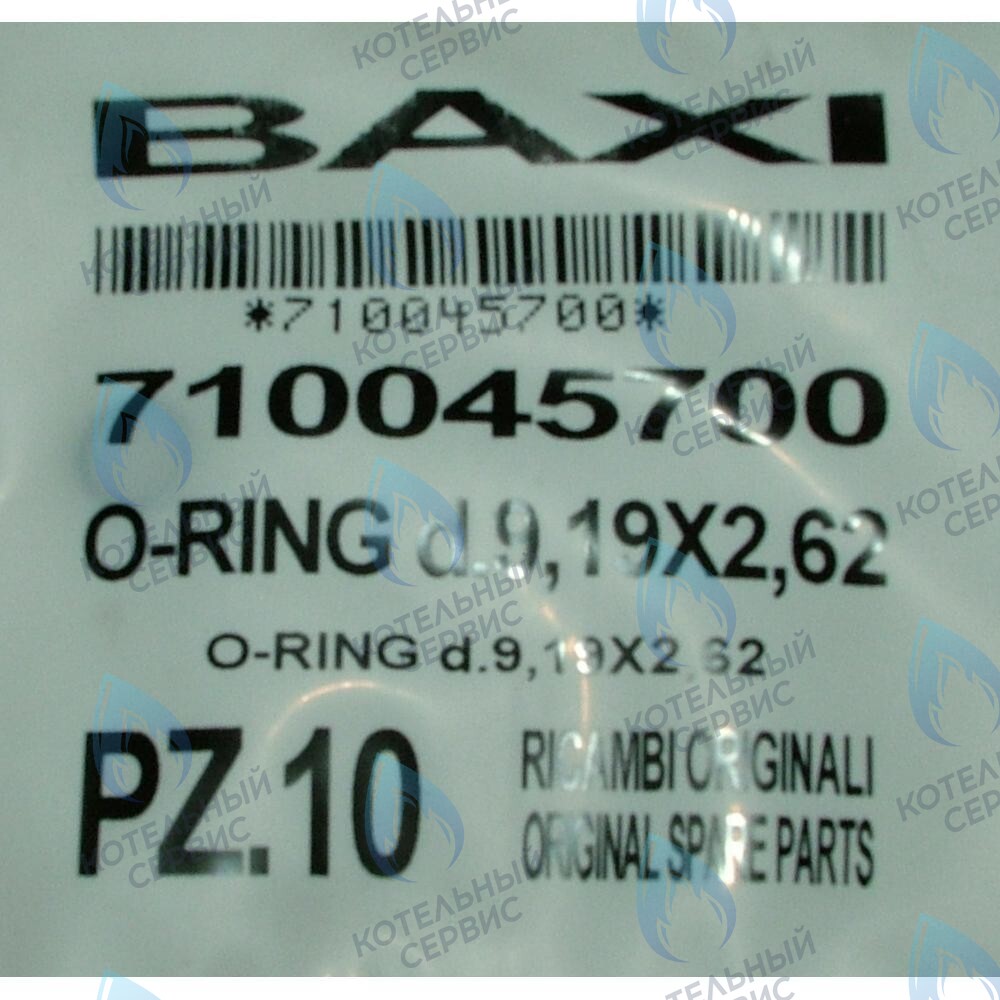 BAXI
*710045700*
710045700
O-RING d.9,19X2,62
O-RING d.9,19X2,62
PZ.10
RICAMBI ORIGINALI
ORIGINAL SPARE PARTS
КОТЕЛЬНЫЙ
СЕРВИС